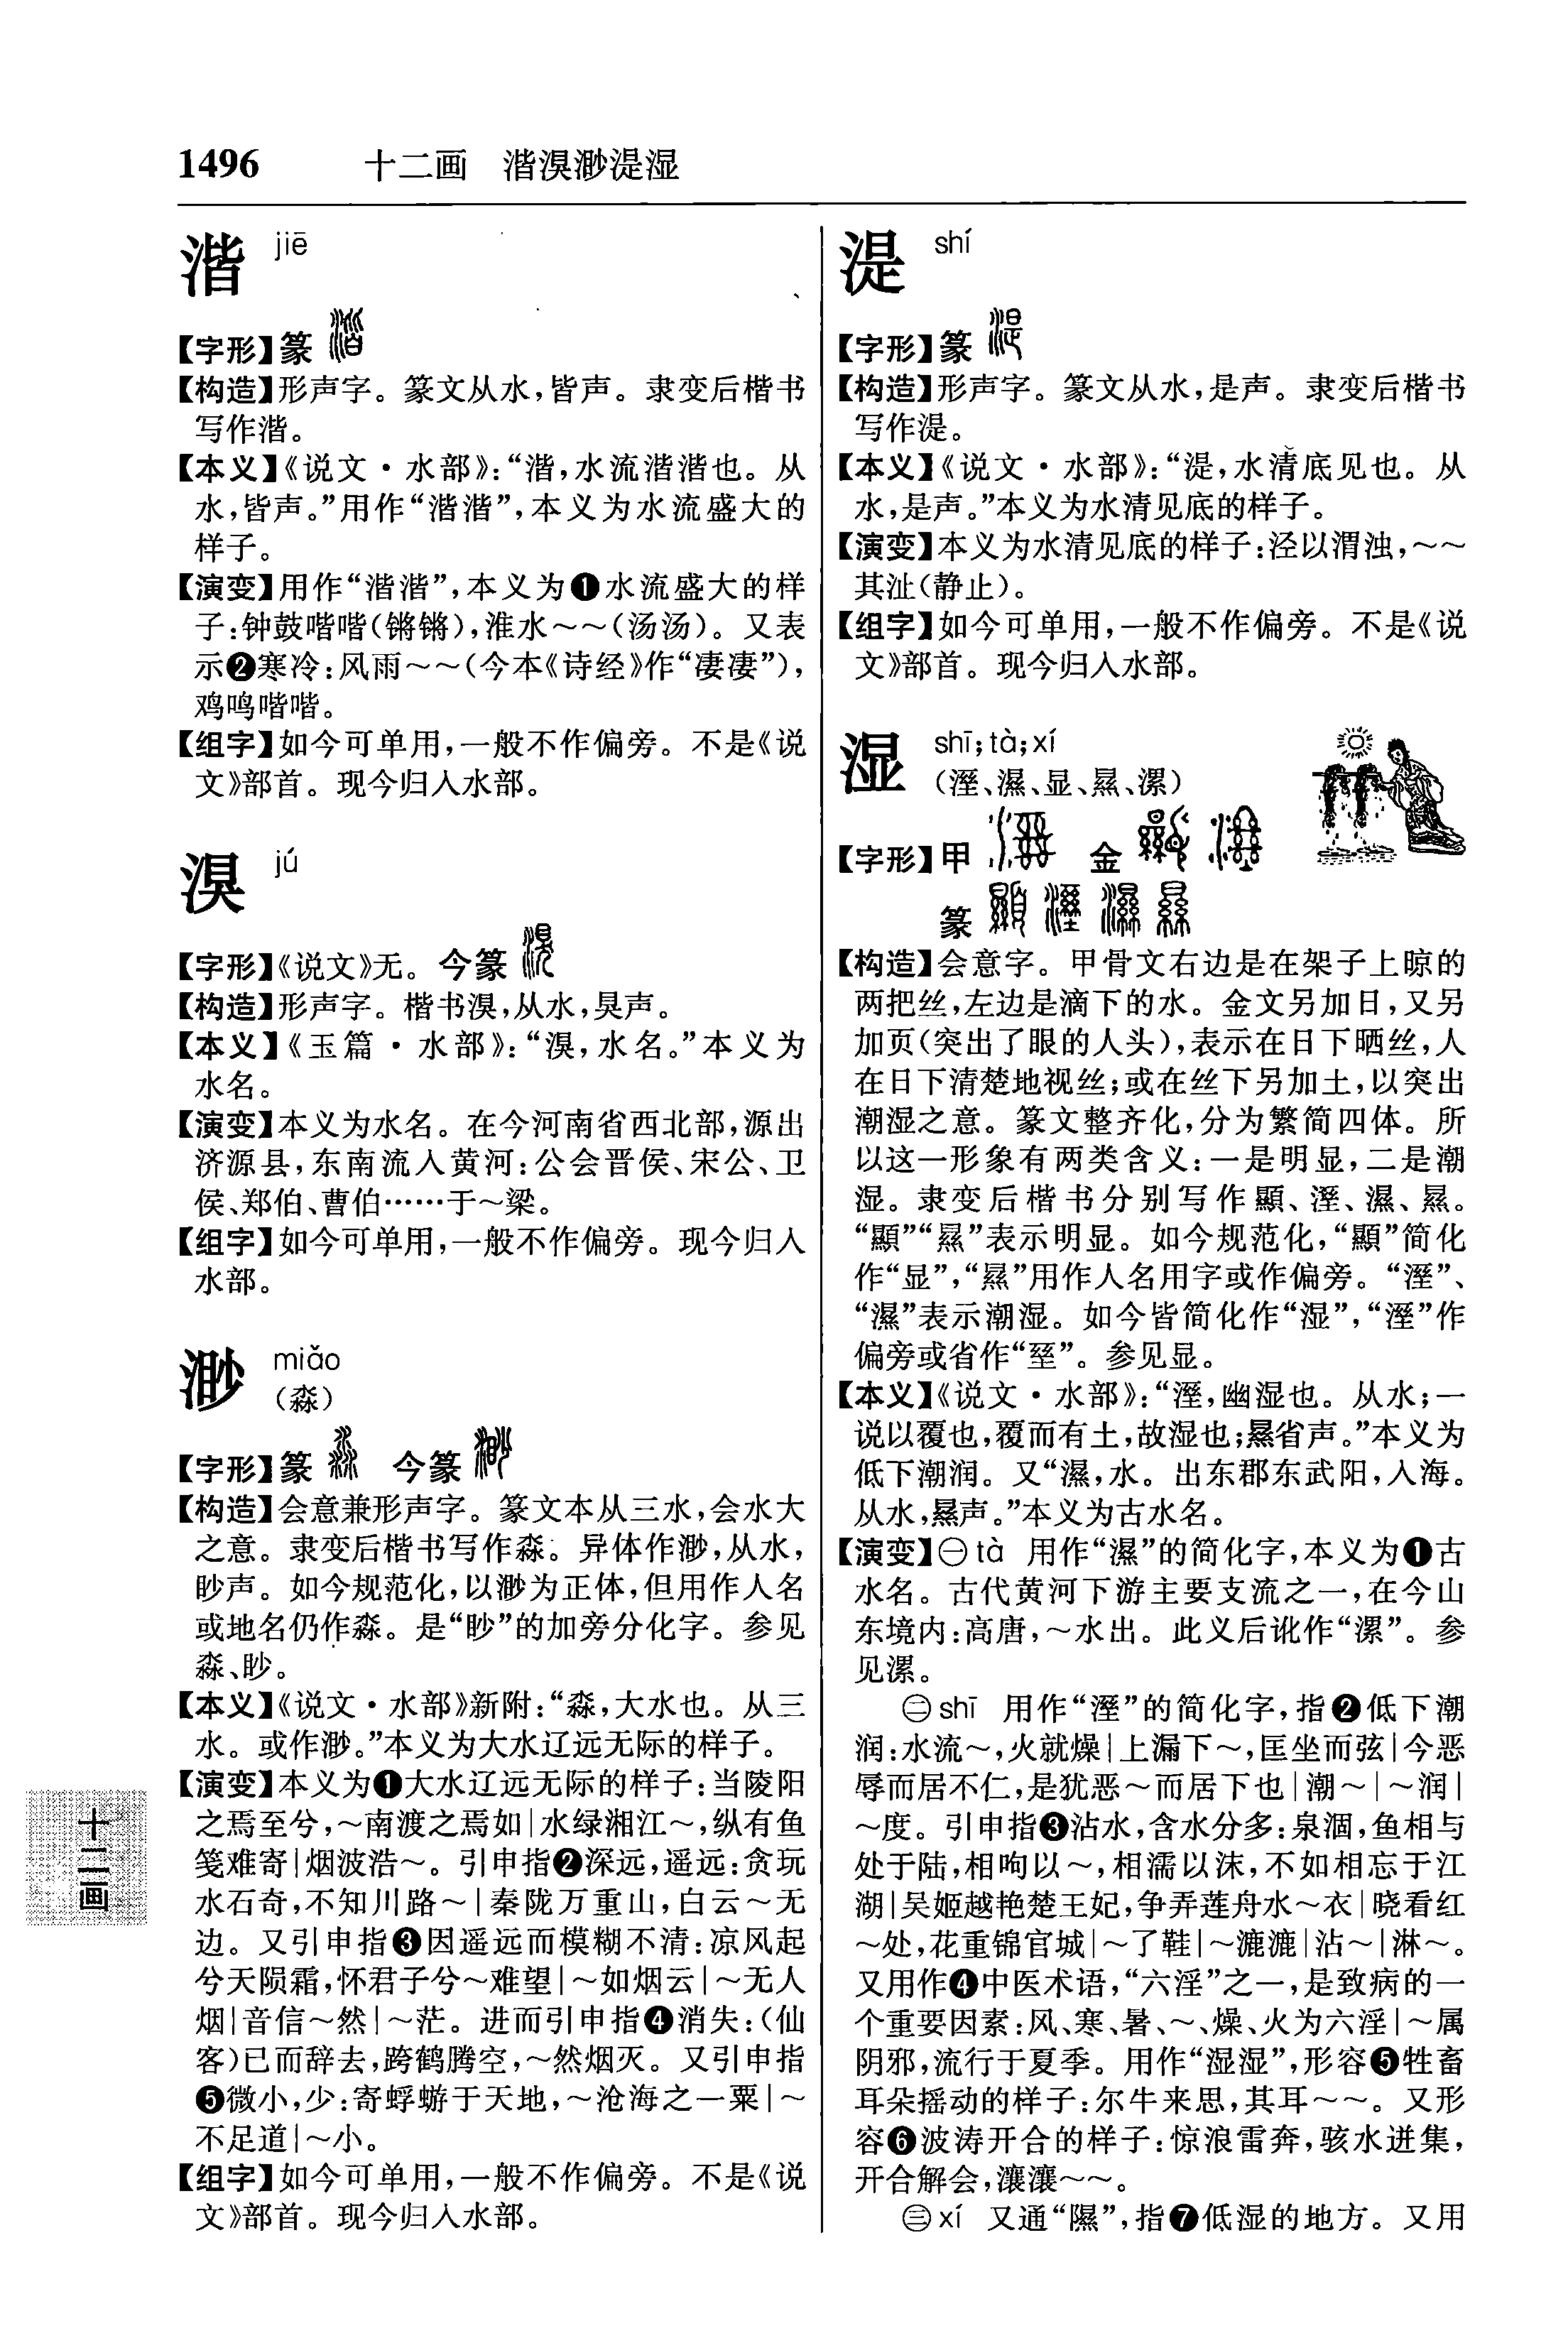 1496 十二画 湝湨渺湜湿
湝 jiē
【字形】篆
【构造】形声字。篆文从水，皆声。隶变后楷书
写作湝。
【本义】《说文·水部》：“湝，水流湝湝也。从
水，皆声。”用作“湝湝”，本义为水流盛大的
样子。
【演变】用作“湝湝”，本义为❶水流盛大的样
子：钟鼓喈喈（锵锵），淮水～～（汤汤）。又表
示❷寒冷：风雨～～（今本《诗经》作“凄凄”），
鸡鸣喈喈。
【组字】如今可单用，一般不作偏旁。不是《说
文》部首。现今归入水部。
湨 jú
【字形】《说文》无。今篆
【构造】形声字。楷书湨，从水，狊声。
【本义】《玉篇·水部》：“湨，水名。”本义为
水名。
【演变】本义为水名。在今河南省西北部，源出
济源县，东南流入黄河：公会晋侯、宋公、卫
侯、郑伯、曹伯……于～梁。
【组字】如今可单用，一般不作偏旁。现今归入
水部。
渺 miǎo
（淼）
【字形】篆 今篆
【构造】会意兼形声字。篆文本从三水，会水大
之意。隶变后楷书写作淼。异体作渺，从水，
眇声。如今规范化，以渺为正体，但用作人名
或地名仍作淼。是“眇”的加旁分化字。参见
淼、眇。
【本义】《说文·水部》新附：“淼，大水也。从三
水。或作渺。”本义为大水辽远无际的样子。
【演变】本义为❶大水辽远无际的样子：当陵阳
之焉至兮，～南渡之焉如|水绿湘江～，纵有鱼
笺难寄|烟波浩～。引申指❷深远，遥远：贪玩
水石奇，不知川路～|秦陇万重山，白云～无
边。又引申指❸因遥远而模糊不清：凉风起
兮天陨霜，怀君子兮～难望|～如烟云|～无人
烟|音信～然|～茫。进而引申指❹消失：（仙
客）已而辞去，跨鹤腾空，～然烟灭。又引申指
❺微小，少：寄蜉蝣于天地，～沧海之一粟|～
不足道|～小。
【组字】如今可单用，一般不作偏旁。不是《说
文》部首。现今归入水部。
湜 shí
【字形】篆
【构造】形声字。篆文从水，是声。隶变后楷书
写作湜。
【本义】《说文·水部》：“湜，水清底见也。从
水，是声。”本义为水清见底的样子。
【演变】本义为水清见底的样子：泾以渭浊，～～
其沚（静止）。
【组字】如今可单用，一般不作偏旁。不是《说
文》部首。现今归入水部。
湿 shī；tà；xí
（溼、濕、显、㬎、漯）
【字形】甲 金
篆
【构造】会意字。甲骨文右边是在架子上晾的
两把丝，左边是滴下的水。金文另加日，又另
加页（突出了眼的人头），表示在日下晒丝，人
在日下清楚地视丝；或在丝下另加土，以突出
潮湿之意。篆文整齐化，分为繁简四体。所
以这一形象有两类含义：一是明显，二是潮
湿。隶变后楷书分别写作顯、溼、濕、㬎。
“顯”“㬎”表示明显。如今规范化，“顯”简化
作“显”，“㬎”用作人名用字或作偏旁。“溼”、
“濕”表示潮湿。如今皆简化作“湿”，“溼”作
偏旁或省作“坙”。参见显。
【本义】《说文·水部》：“溼，幽湿也。从水；一
说以覆也，覆而有土，故湿也；㬎省声。”本义为
低下潮润。又“濕，水。出东郡东武阳，入海。
从水，㬎声。”本义为古水名。
【演变】㊀tà 用作“濕”的简化字，本义为❶古
水名。古代黄河下游主要支流之一，在今山
东境内：高唐，～水出。此义后讹作“漯”。参
见漯。
㊁shī 用作“溼”的简化字，指❷低下潮
润：水流～，火就燥|上漏下～，匡坐而弦|今恶
辱而居不仁，是犹恶～而居下也|潮～|～润|
～度。引申指❸沾水，含水分多：泉涸，鱼相与
处于陆，相呴以～，相濡以沫，不如相忘于江
湖|吴姬越艳楚王妃，争弄莲舟水～衣|晓看红
～处，花重锦官城|～了鞋|～漉漉|沾～|淋～。
又用作❹中医术语，“六淫”之一，是致病的一
个重要因素：风、寒、暑、～、燥、火为六淫|～属
阴邪，流行于夏季。用作“湿湿”，形容❺牲畜
耳朵摇动的样子：尔牛来思，其耳～～。又形
容❻波涛开合的样子：惊浪雷奔，骇水迸集，
开合解会，瀼瀼～～。
㊂xí 又通“隰”，指❼低湿的地方。又用
十二画